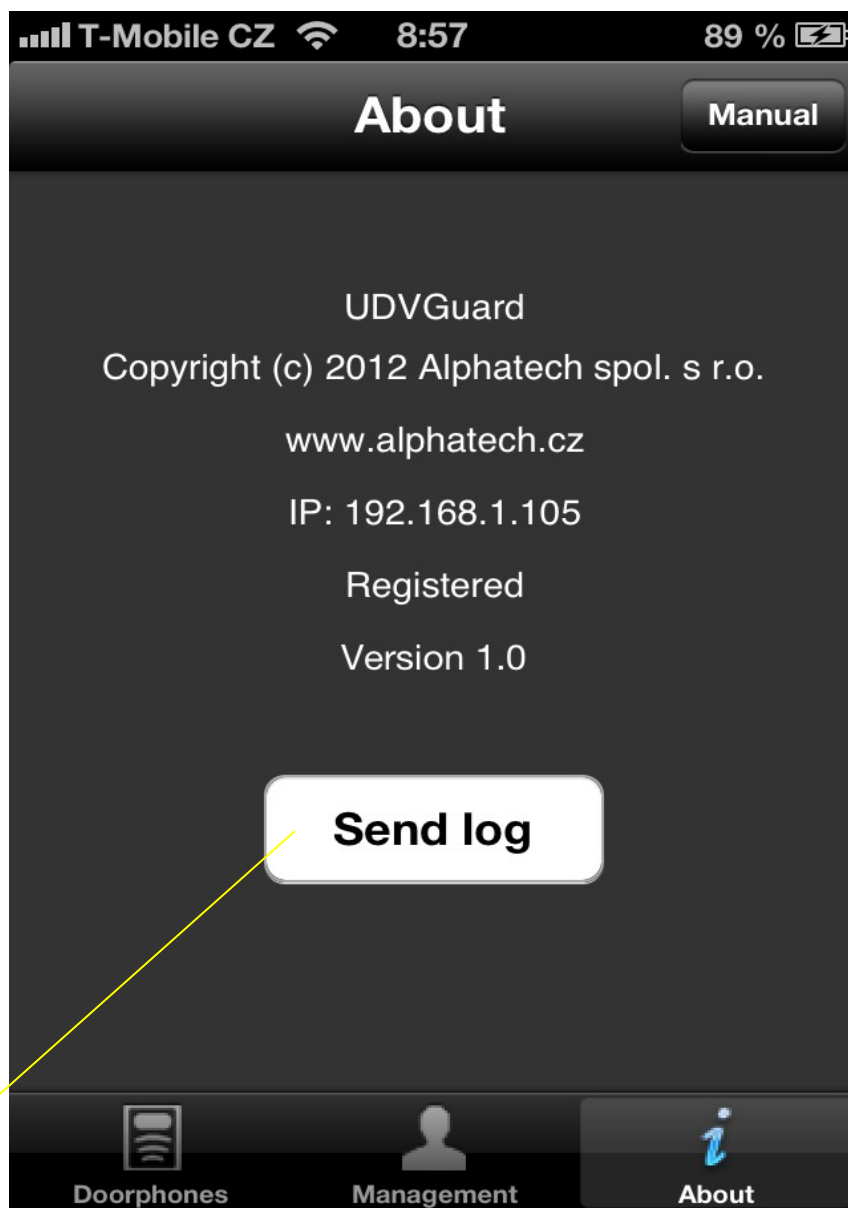 T-Mobile CZ 8:57 89 %
About Manual
UDVGuard
Copyright (c) 2012 Alphatech spol. s r.o.
www.alphatech.cz
IP: 192.168.1.105
Registered
Version 1.0
Send log
Doorphones Management About